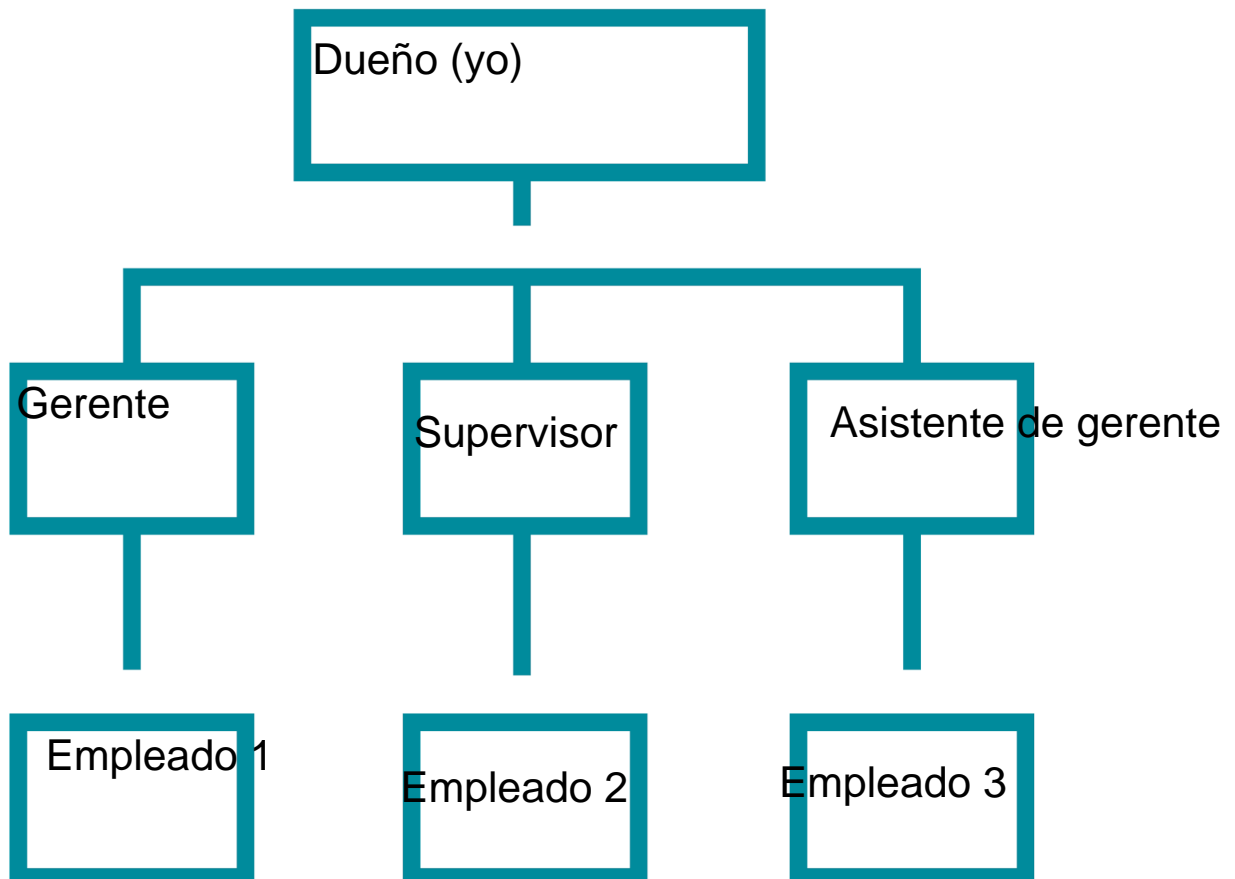 Dueño (yo)
Gerente
Supervisor
Asistente de gerente
Empleado 1
Empleado 2
Empleado 3